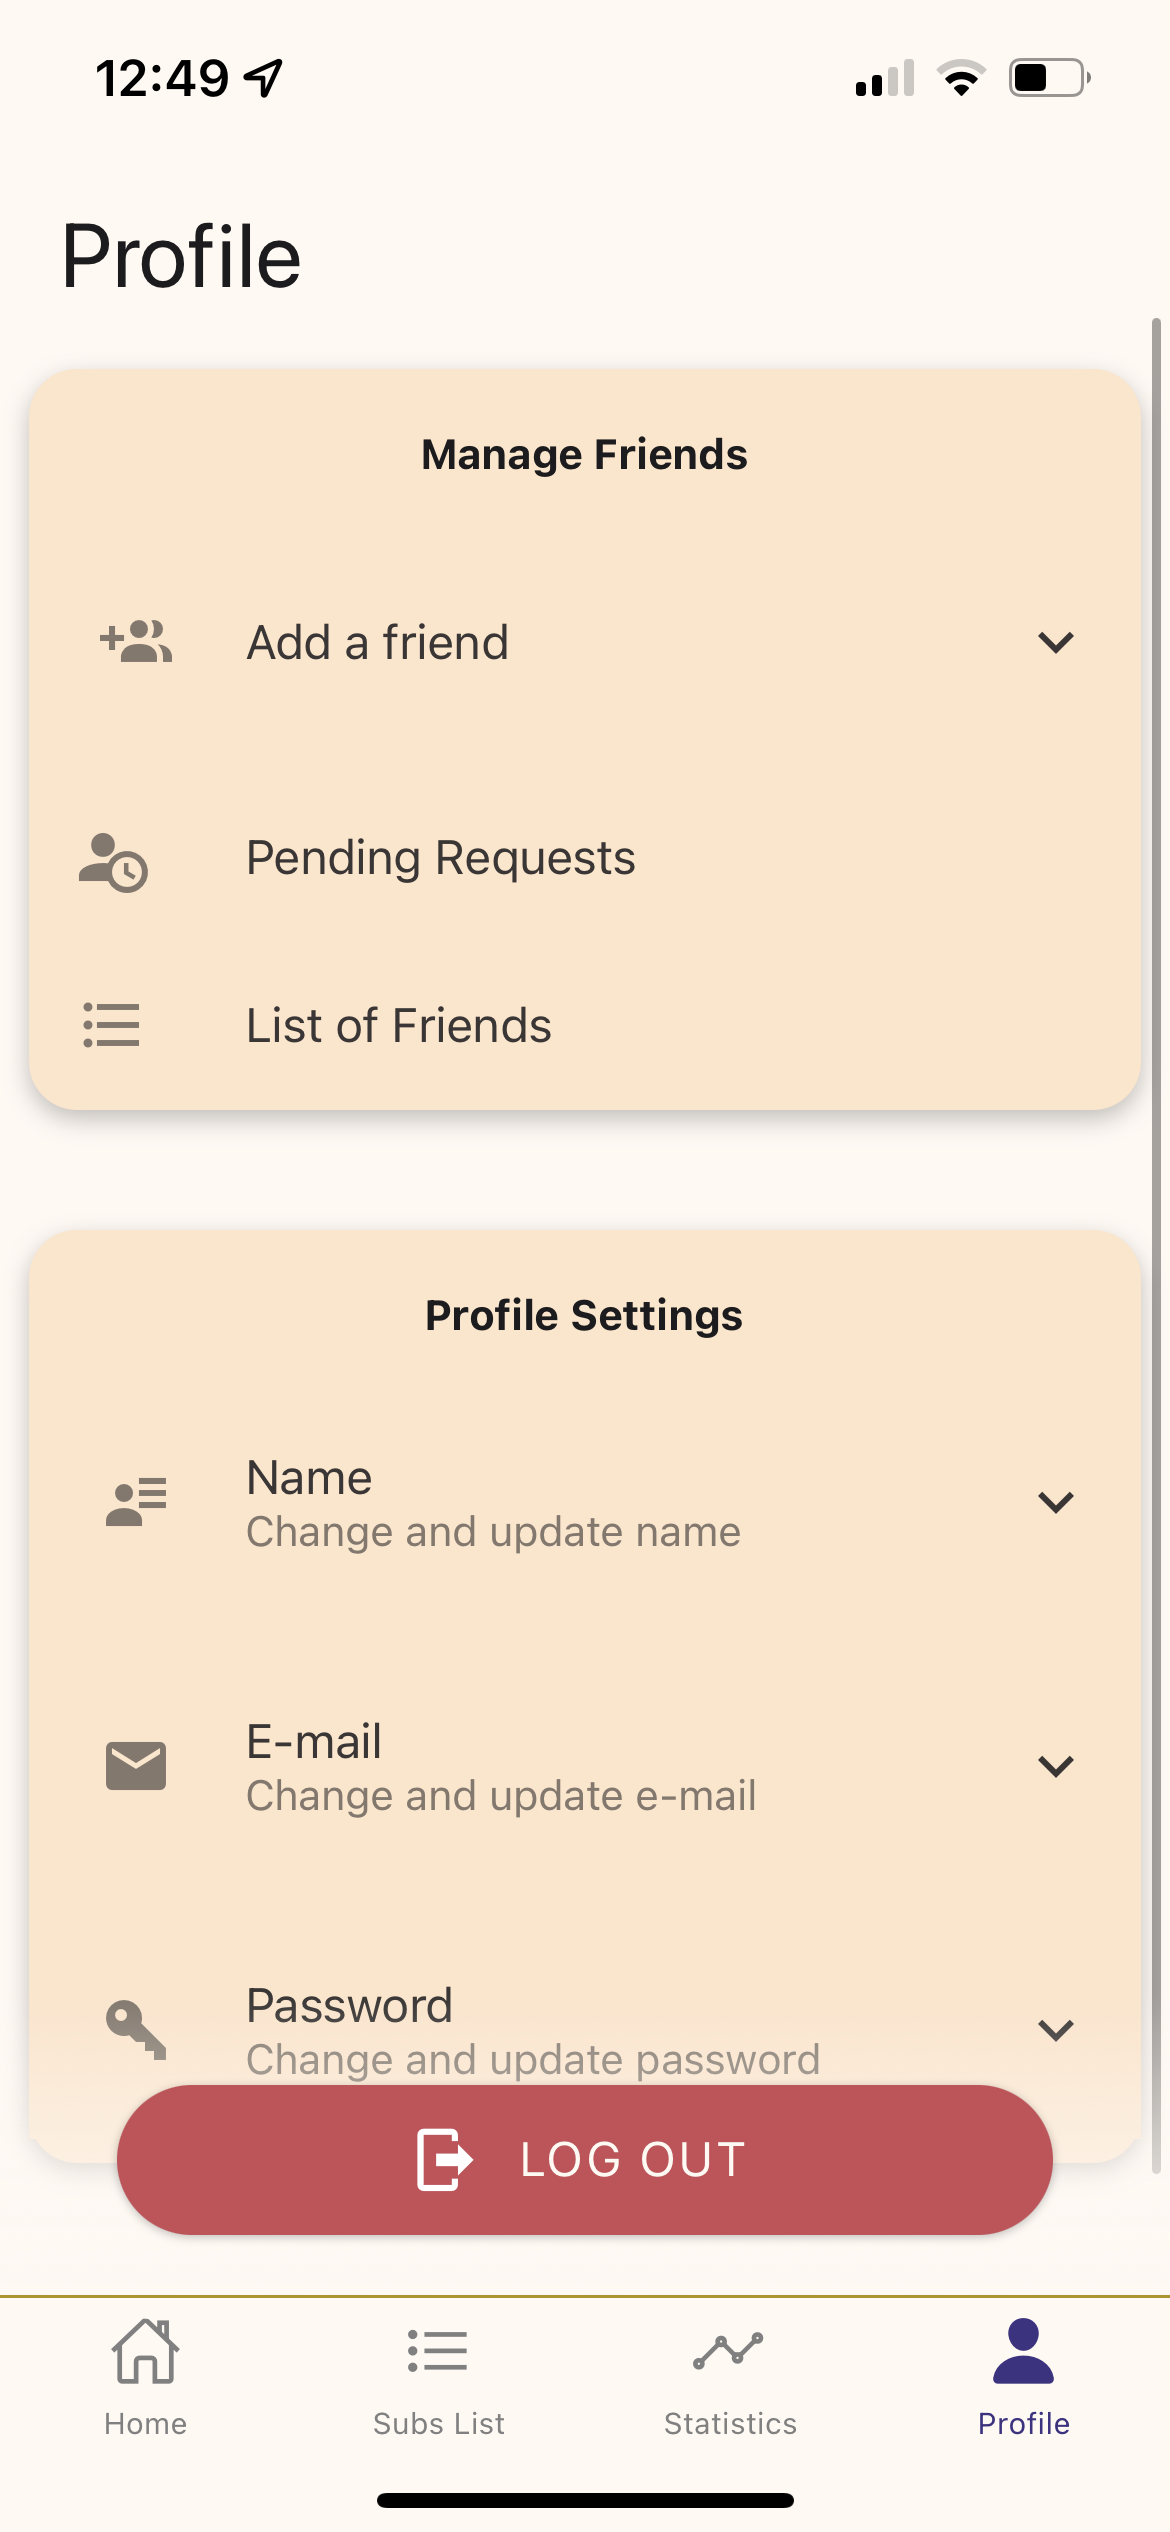 12:49
Profile
Manage Friends
Add a friend
Pending Requests
List of Friends
Profile Settings
Name
Change and update name
E-mail
Change and update e-mail
Password
Change and update password
LOG OUT
Home
Subs List
Statistics
Profile